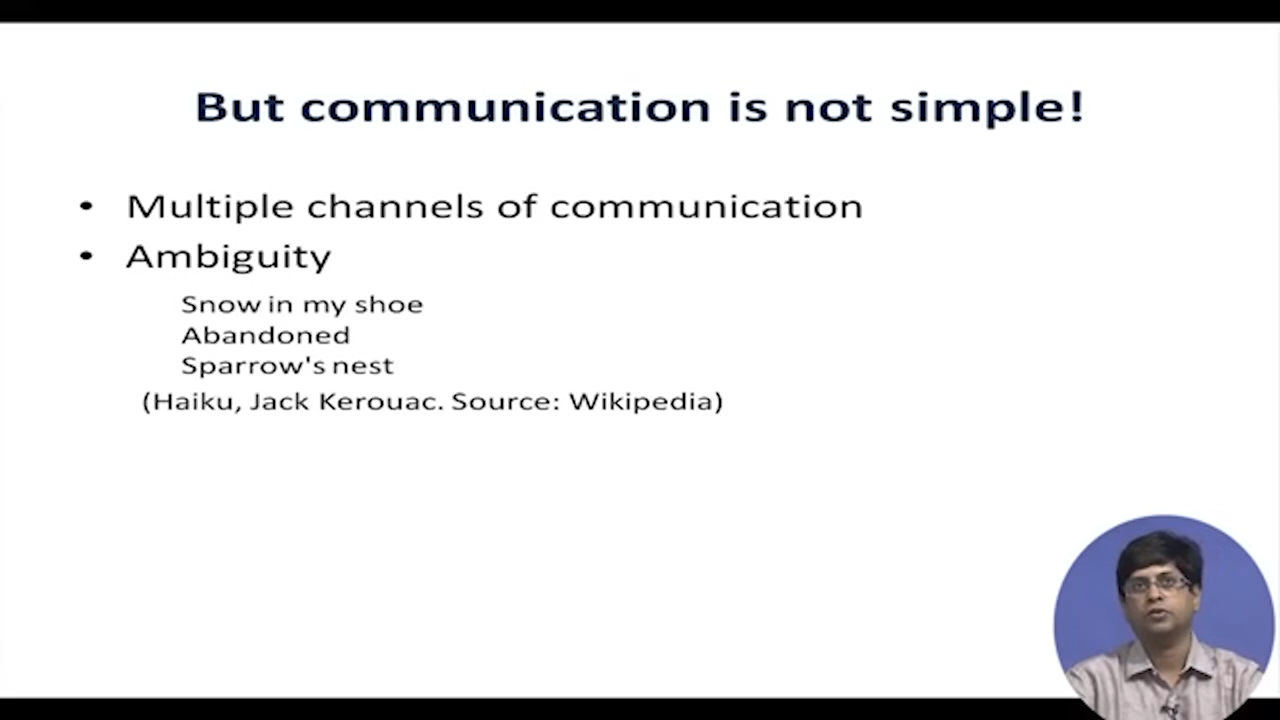 But communication is not simple!
• Multiple channels of communication
• Ambiguity
Snow in my shoe
Abandoned
Sparrow's nest
(Haiku, Jack Kerouac. Source: Wikipedia)